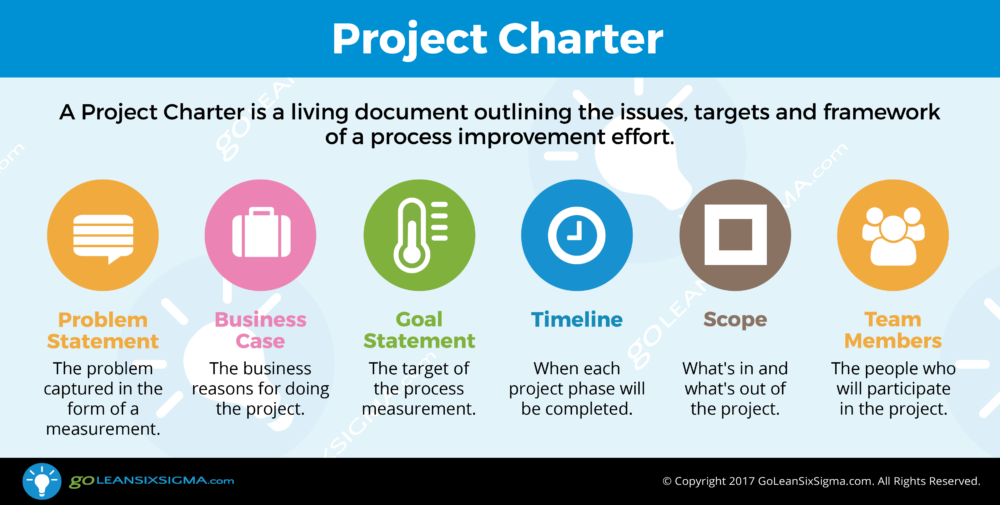 Project Charter
A Project Charter is a living document outlining the issues, targets and framework
of a process improvement effort.
Problem
Statement
The problem
captured in the
form of a
measurement.
Business
Case
The business
reasons for doing
the project.
Goal
Statement
The target of
the process
measurement.
Timeline
When each
project phase will
be completed.
Scope
What's in and
what's out of
the project.
Team
Members
The people who
will participate
in the project.
goLEANSIXSIGMA.com
© Copyright 2017 GoLeanSixSigma.com. All Rights Reserved.